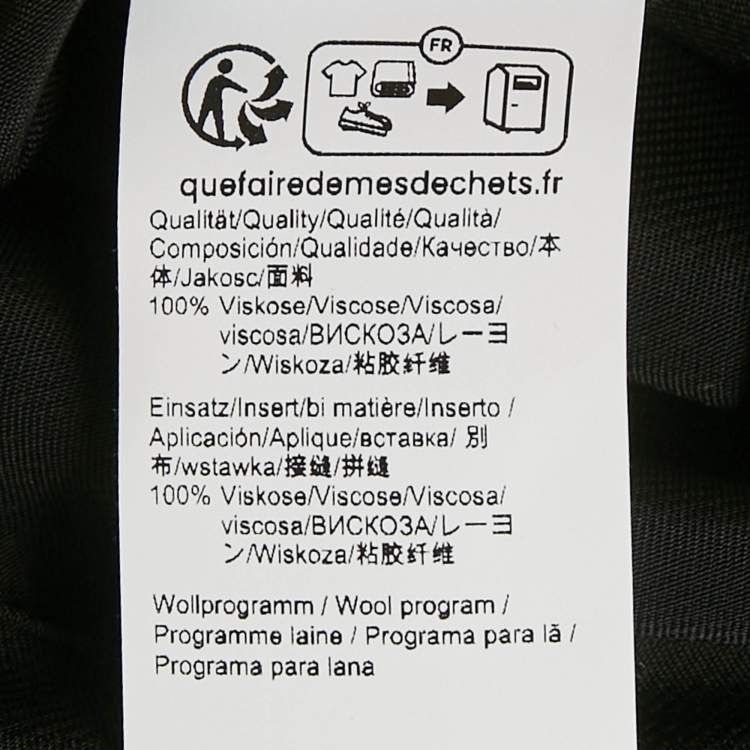 FR
quefairedemesdechets.fr
Qualität/Quality/Qualité/Qualità/
Composición/Qualidade/Качество/本
体/Jakosc/面料
100% Viskose/Viscose/Viscosa/
viscosa/ВИСКОЗА/レーヨ
ン/Wiskoza/粘胶纤维
Einsatz/Insert/bi matière/Inserto /
Aplicación/Aplique/вставка/ 別
布/wstawka/接缝/拼缝
100% Viskose/Viscose/Viscosa/
viscosa/ВИСКОЗА/レーヨ
ン/Wiskoza/粘胶纤维
Wollprogramm / Wool program /
Programme laine / Programa para lã /
Programa para lana